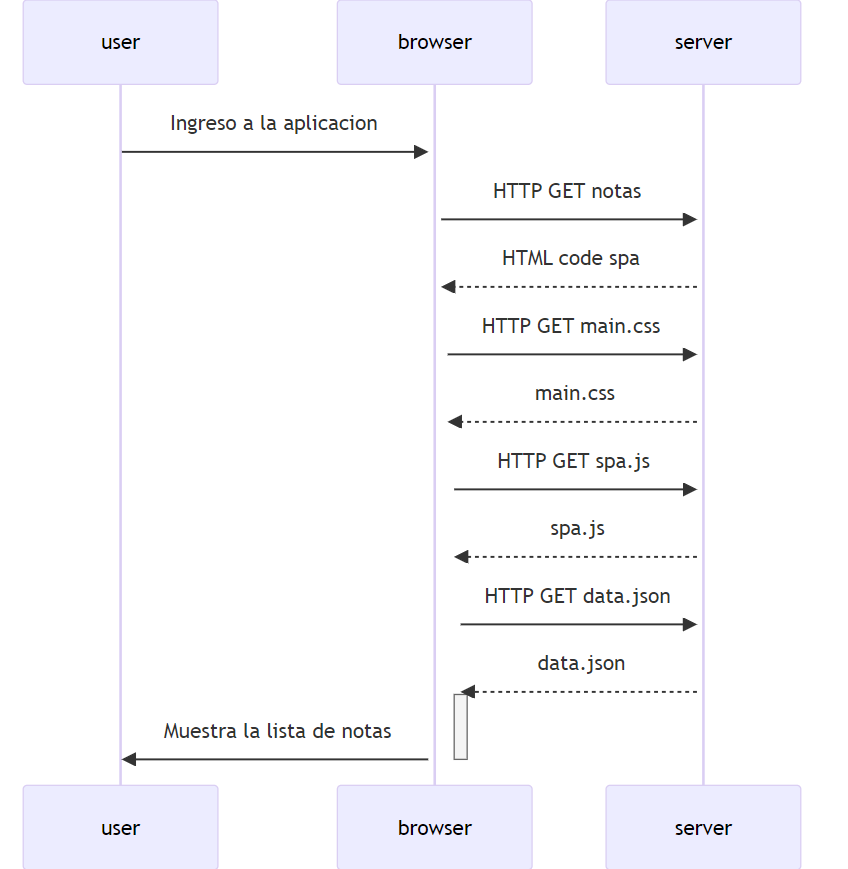 user
browser
server
Ingreso a la aplicacion
HTTP GET notas
HTML code spa
HTTP GET main.css
main.css
HTTP GET spa.js
spa.js
HTTP GET data.json
data.json
Muestra la lista de notas
user
browser
server